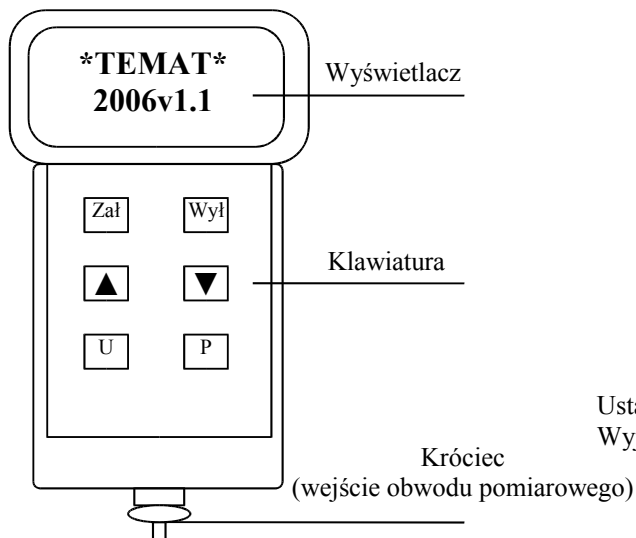 *TEMAT*
2006v1.1
Wyświetlacz
Zał
Wył
Klawiatura
▲
▼
U
P
Króciec
(wejście obwodu pomiarowego)